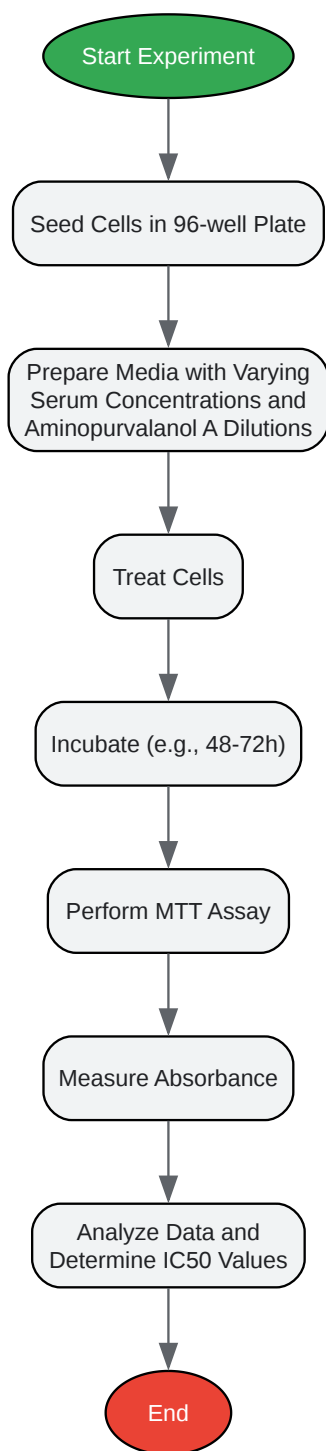 Start Experiment
Seed Cells in 96-well Plate
Prepare Media with Varying
Serum Concentrations and
Aminopurvalanol A Dilutions
Treat Cells
Incubate (e.g., 48-72h)
Perform MTT Assay
Measure Absorbance
Analyze Data and
Determine IC50 Values
End